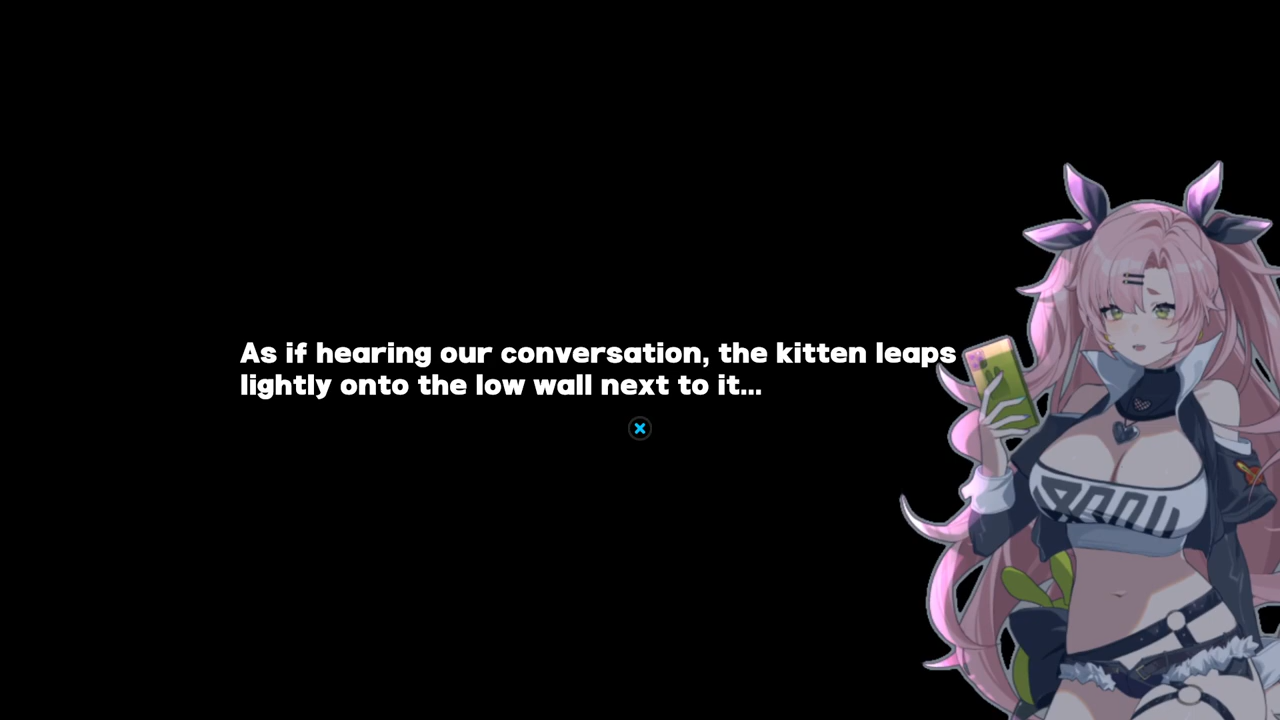 As if hearing our conversation, the kitten leaps
lightly onto the low wall next to it...